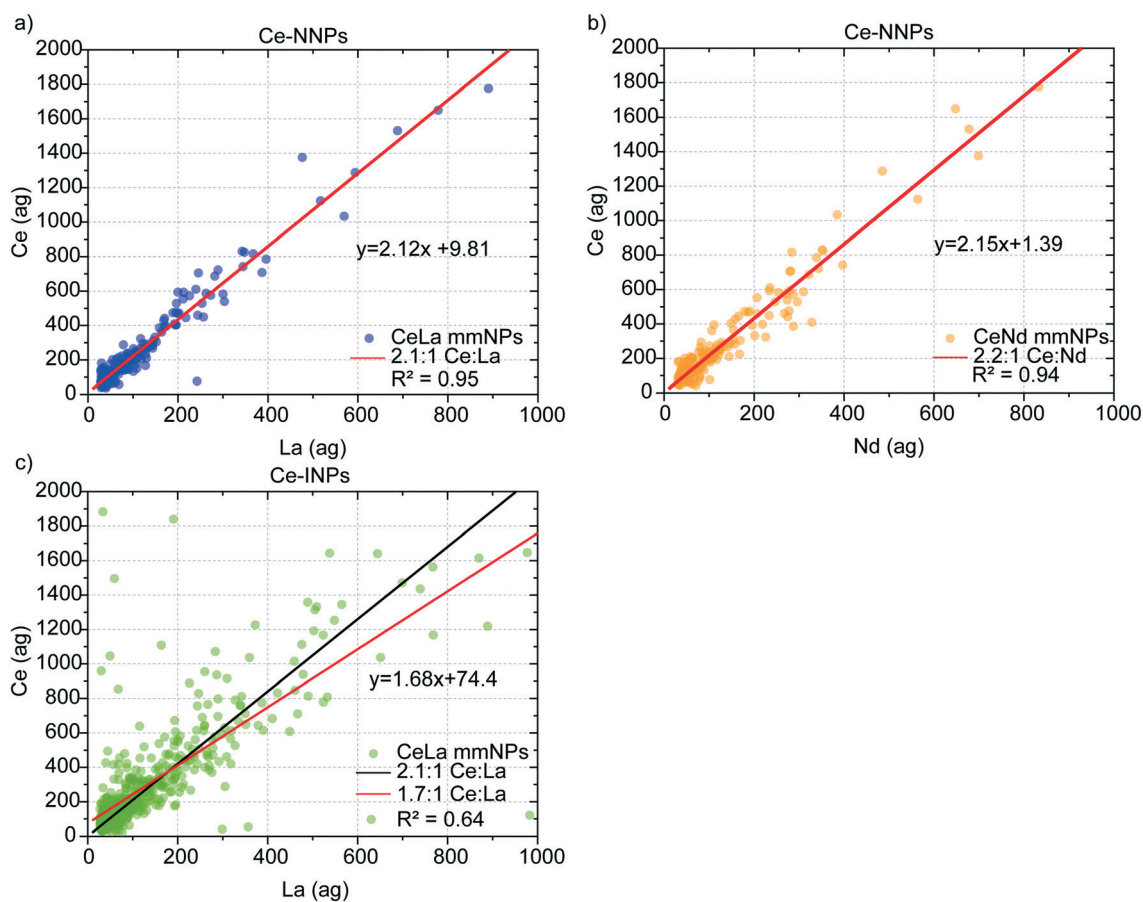 a)
Ce-NNPs
2000
1800
1600
1400
1200
1000
800
600
400
200
0
Ce (ag)
y=2.12x +9.81
CeLa mmNPs
2.1:1 Ce:La
R² = 0.95
0 200 400 600 800 1000
La (ag)
b)
Ce-NNPs
2000
1800
1600
1400
1200
1000
800
600
400
200
0
Ce (ag)
y=2.15x+1.39
CeNd mmNPs
2.2:1 Ce:Nd
R² = 0.94
0 200 400 600 800 1000
Nd (ag)
c)
Ce-INPs
2000
1800
1600
1400
1200
1000
800
600
400
200
0
Ce (ag)
y=1.68x+74.4
CeLa mmNPs
2.1:1 Ce:La
1.7:1 Ce:La
R² = 0.64
0 200 400 600 800 1000
La (ag)